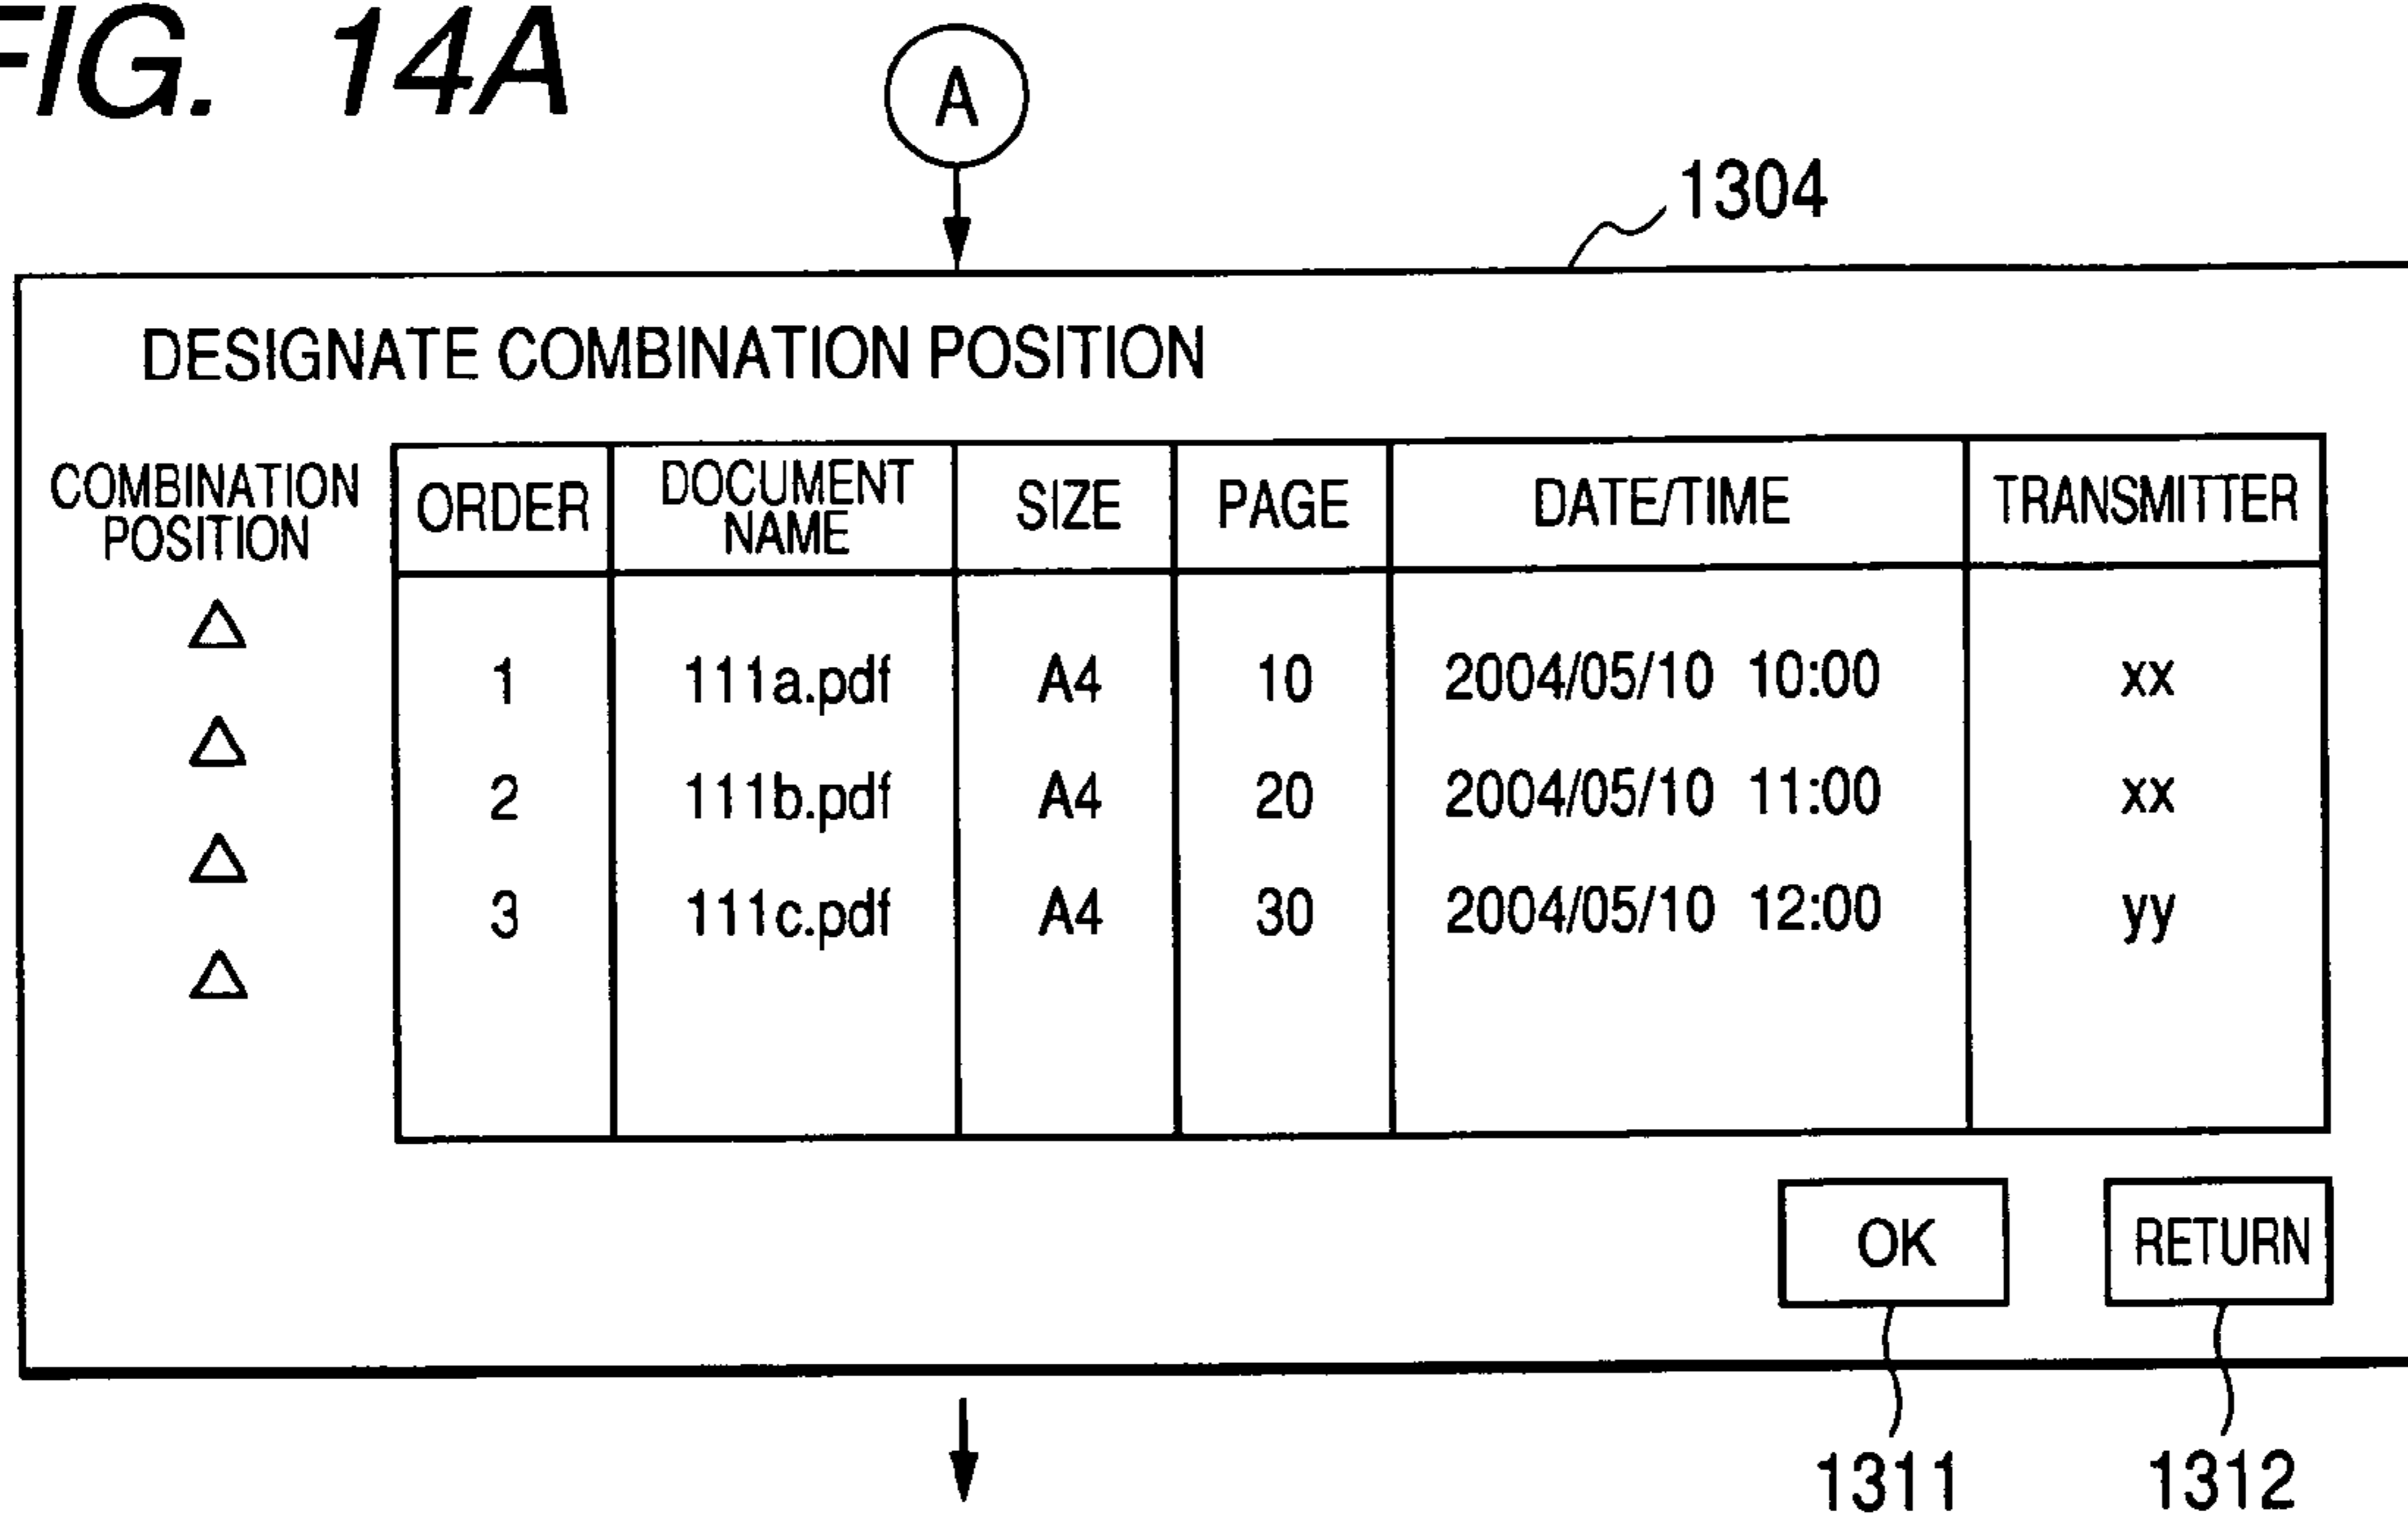 FIG. 14A
A
1304
DESIGNATE COMBINATION POSITION
COMBINATION POSITION
ORDER DOCUMENT NAME SIZE PAGE DATE/TIME TRANSMITTER
△
1 111a.pdf A4 10 2004/05/10 10:00 xx
△
2 111b.pdf A4 20 2004/05/10 11:00 xx
△
3 111c.pdf A4 30 2004/05/10 12:00 yy
△
OK RETURN
1311 1312